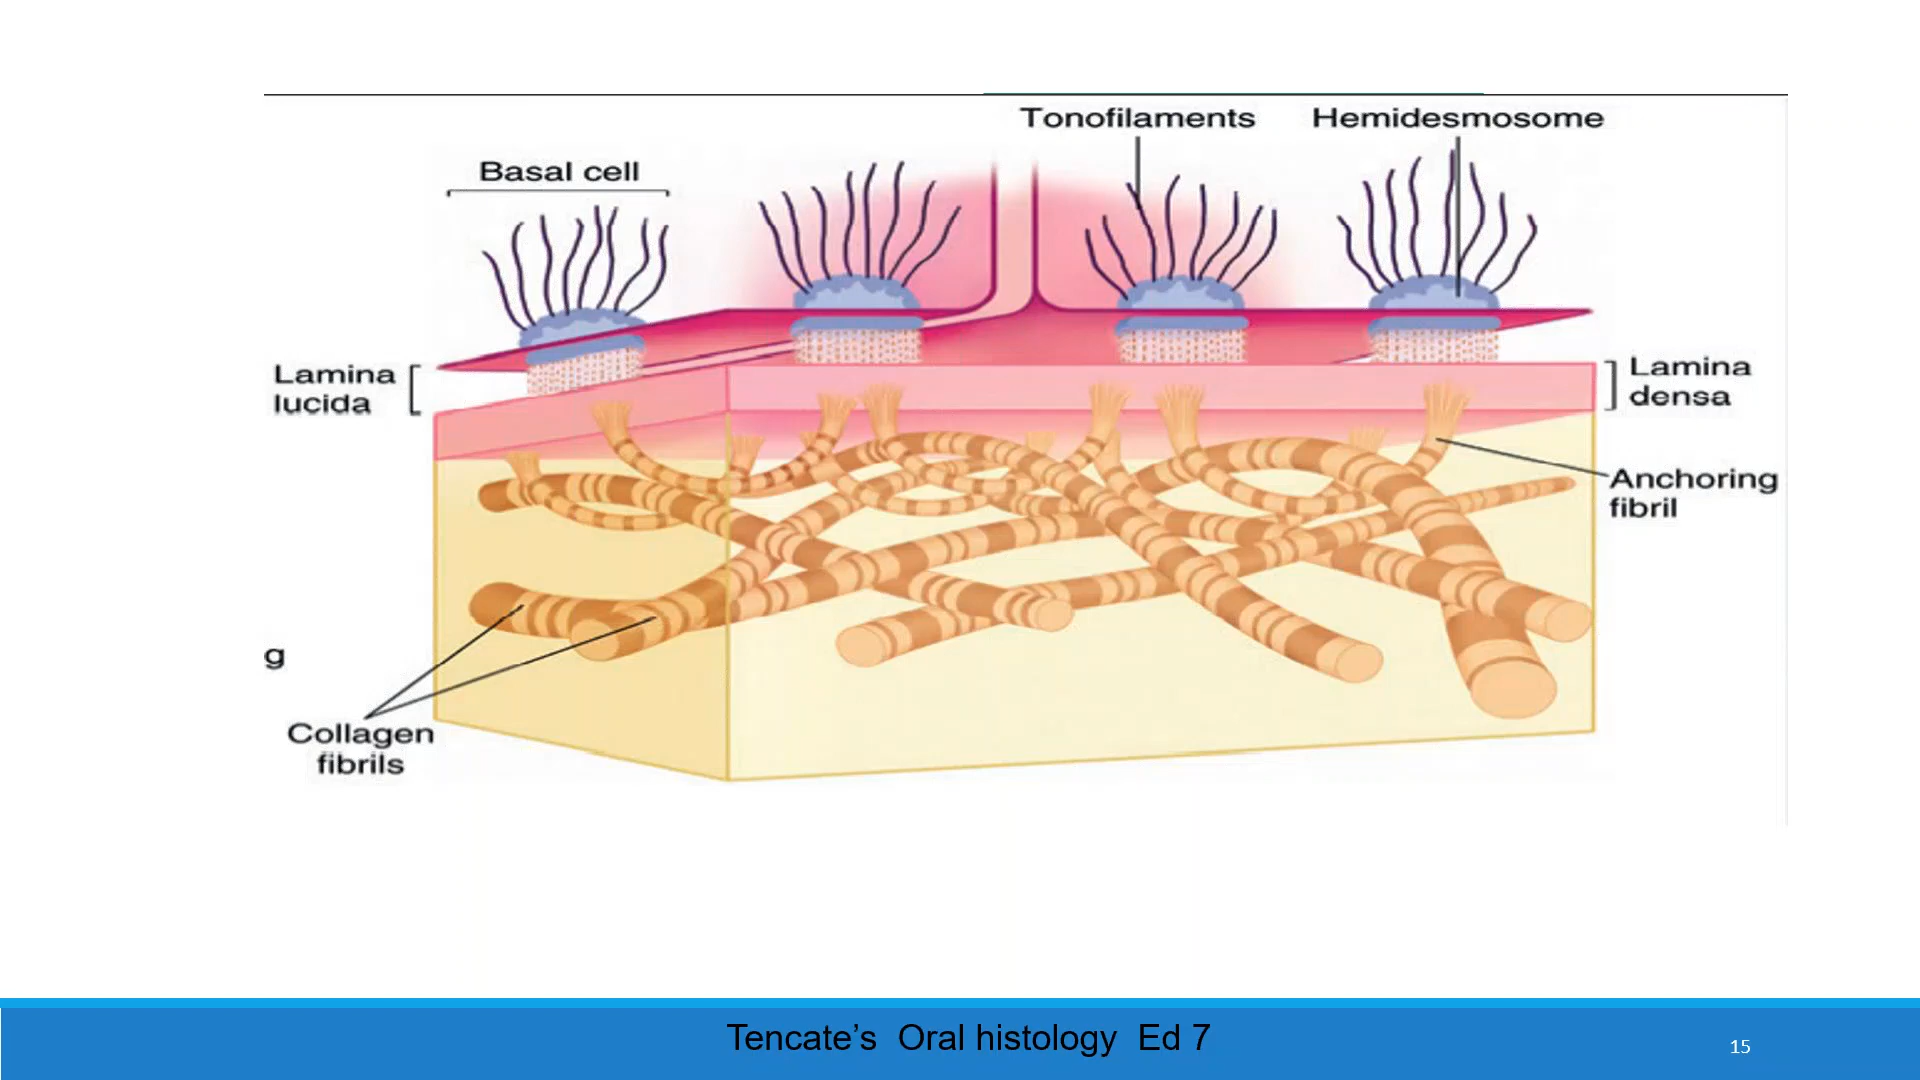 Tonofilaments
Hemidesmosome
Basal cell
Lamina
lucida
Lamina
densa
Anchoring
fibril
g
Collagen
fibrils
Tencate’s  Oral histology  Ed 7
15